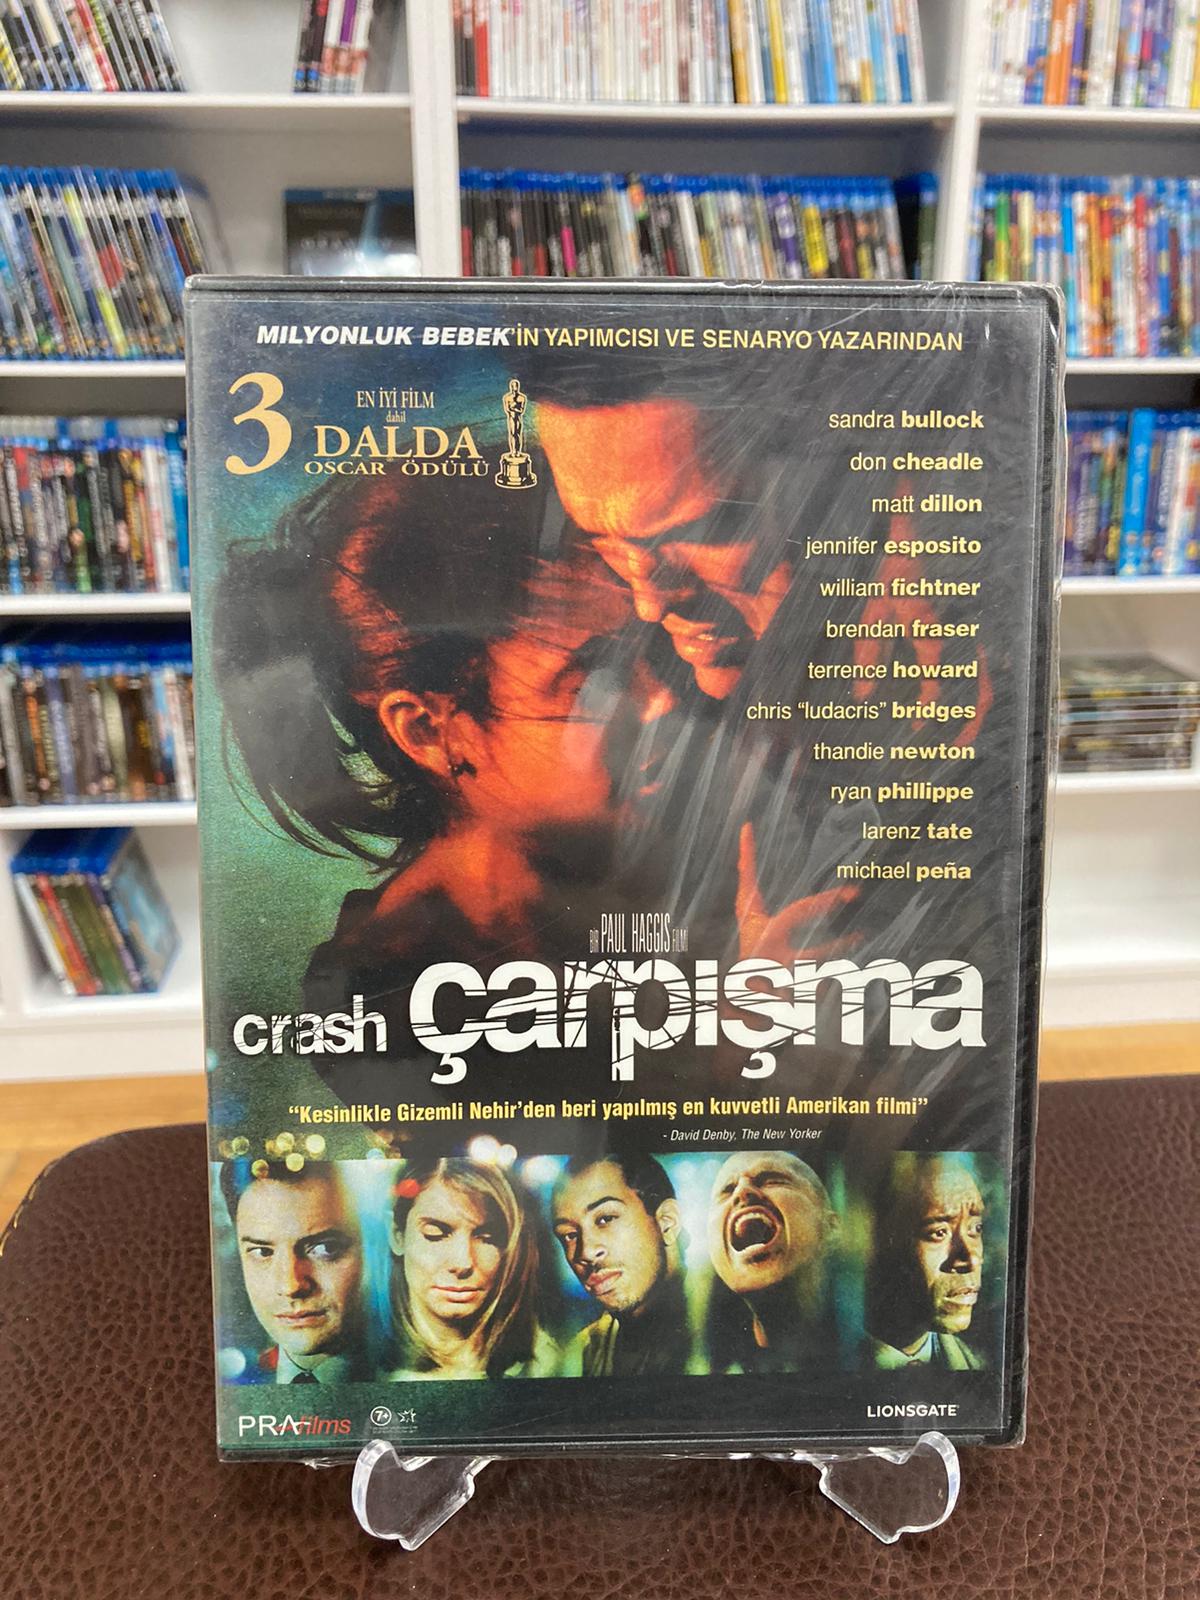 MILYONLUK BEBEK'İN YAPIMCISI VE SENARYO YAZARINDAN
3
EN İYİ FİLM
dahil
DALDA
OSCAR® ÖDÜLÜ
sandra bullock
don cheadle
matt dillon
jennifer esposito
william fichtner
brendan fraser
terrence howard
chris "ludacris" bridges
thandie newton
ryan phillippe
larenz tate
michael peña
BİR PAUL HAGGIS FİLMİ
crash çarpışma
"Kesinlikle Gizemli Nehir'den beri yapılmış en kuvvetli Amerikan filmi"
- David Denby, The New Yorker
PRA films
7+
LIONSGATE